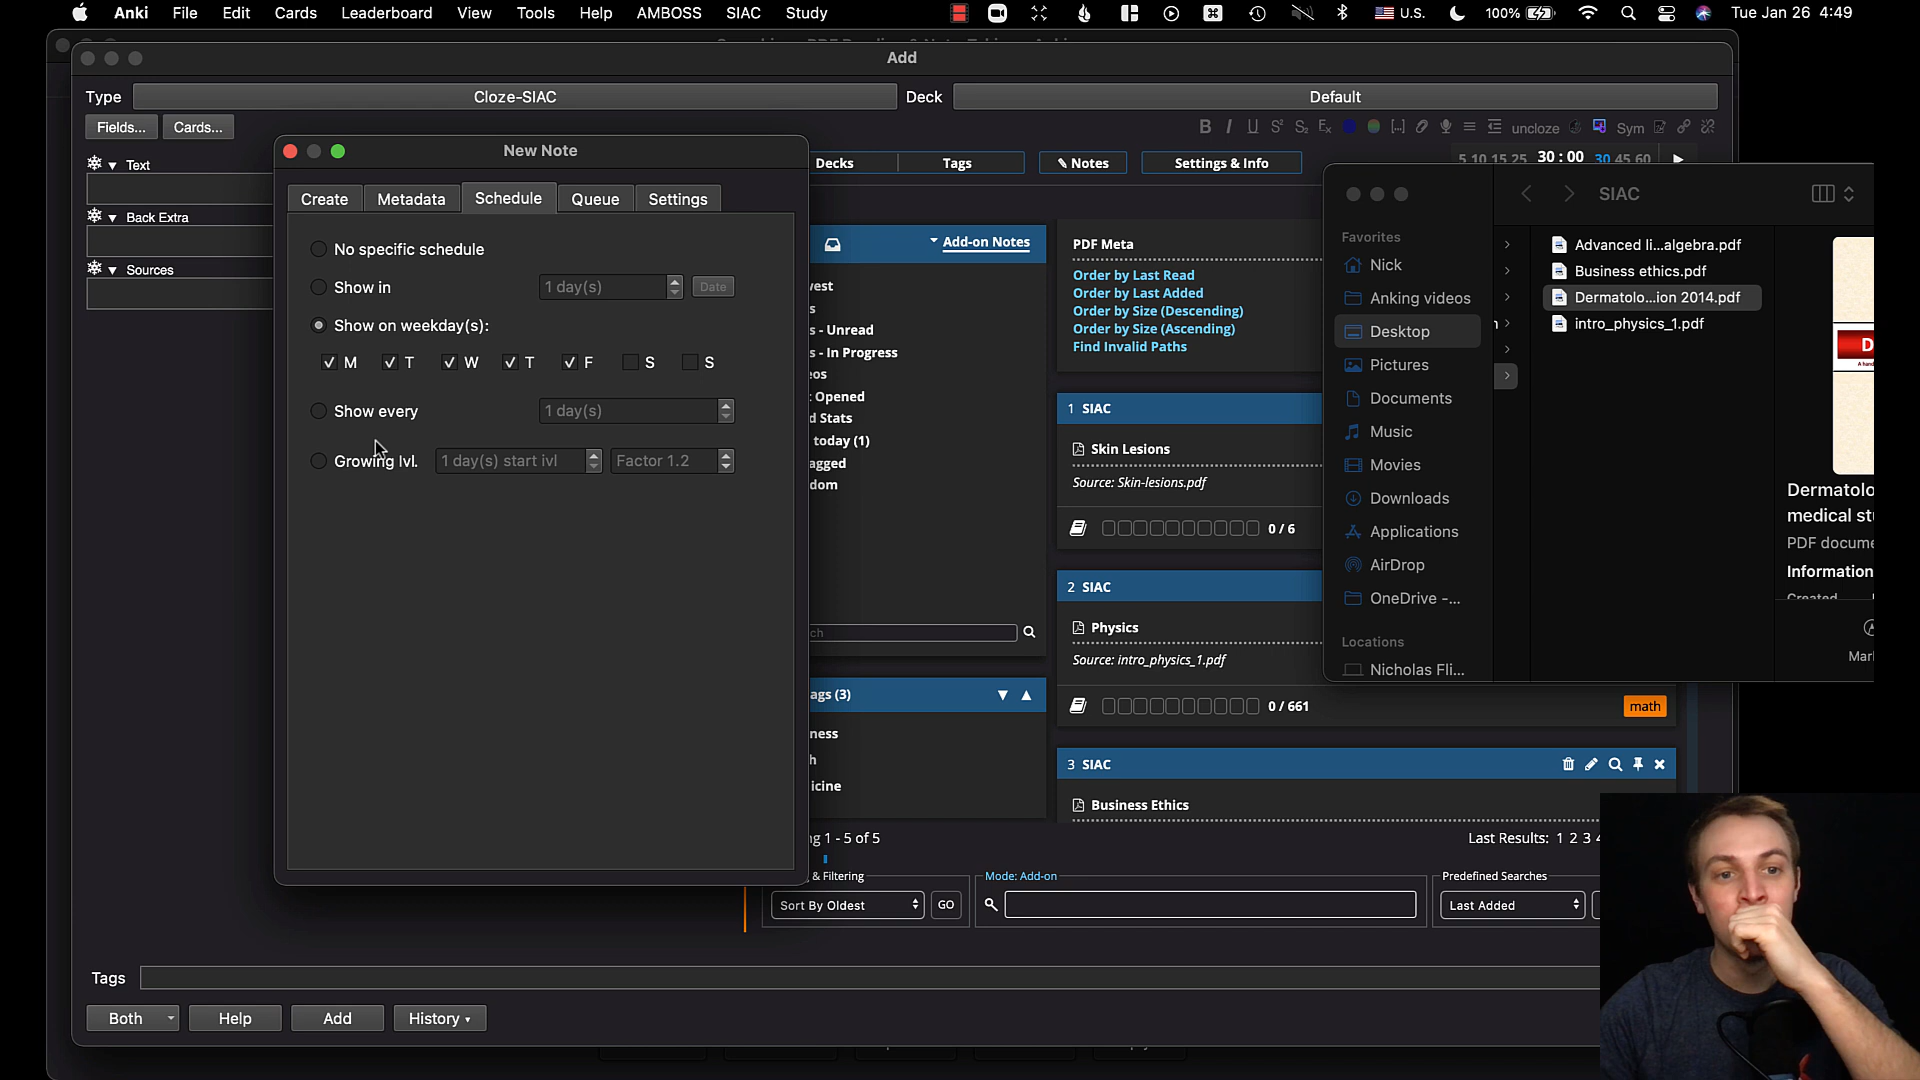 Anki File Edit Cards Leaderboard View Tools Help AMBOSS SIAC Study U.S. 100% Tue Jan 26 4:49
Add
Type Cloze-SIAC Deck Default
Fields... Cards... B I U S² S₂ Eₓ [...] uncloze Sym
Text
Back Extra
Sources
New Note
Create Metadata Schedule Queue Settings
No specific schedule
Show in 1 day(s) Date
Show on weekday(s):
M T W T F S S
Show every 1 day(s)
Growing Ivl. 1 day(s) start ivl Factor 1.2
Decks Tags Notes Settings & Info 5 10 15 25 30:00 30 45 60
Add-on Notes
s - Unread
s - In Progress
Opened
d Stats
today (1)
agged
dom
ch
ags (3)
ness
icine
PDF Meta
Order by Last Read
Order by Last Added
Order by Size (Descending)
Order by Size (Ascending)
Find Invalid Paths
1 SIAC
Skin Lesions
Source: Skin-lesions.pdf
0 / 6
2 SIAC
Physics
Source: intro_physics_1.pdf
0 / 661 math
3 SIAC
Business Ethics
SIAC
Favorites
Nick
Anking videos
Desktop
Pictures
Documents
Music
Movies
Downloads
Applications
AirDrop
OneDrive -...
Locations
Nicholas Fli...
Advanced li...algebra.pdf
Business ethics.pdf
Dermatolo...ion 2014.pdf
intro_physics_1.pdf
Dermatolo
medical stu
PDF docume
Information
1 - 5 of 5 Last Results: 1 2 3
& Filtering Mode: Add-on Predefined Searches
Sort By Oldest GO Last Added
Tags
Both Help Add History